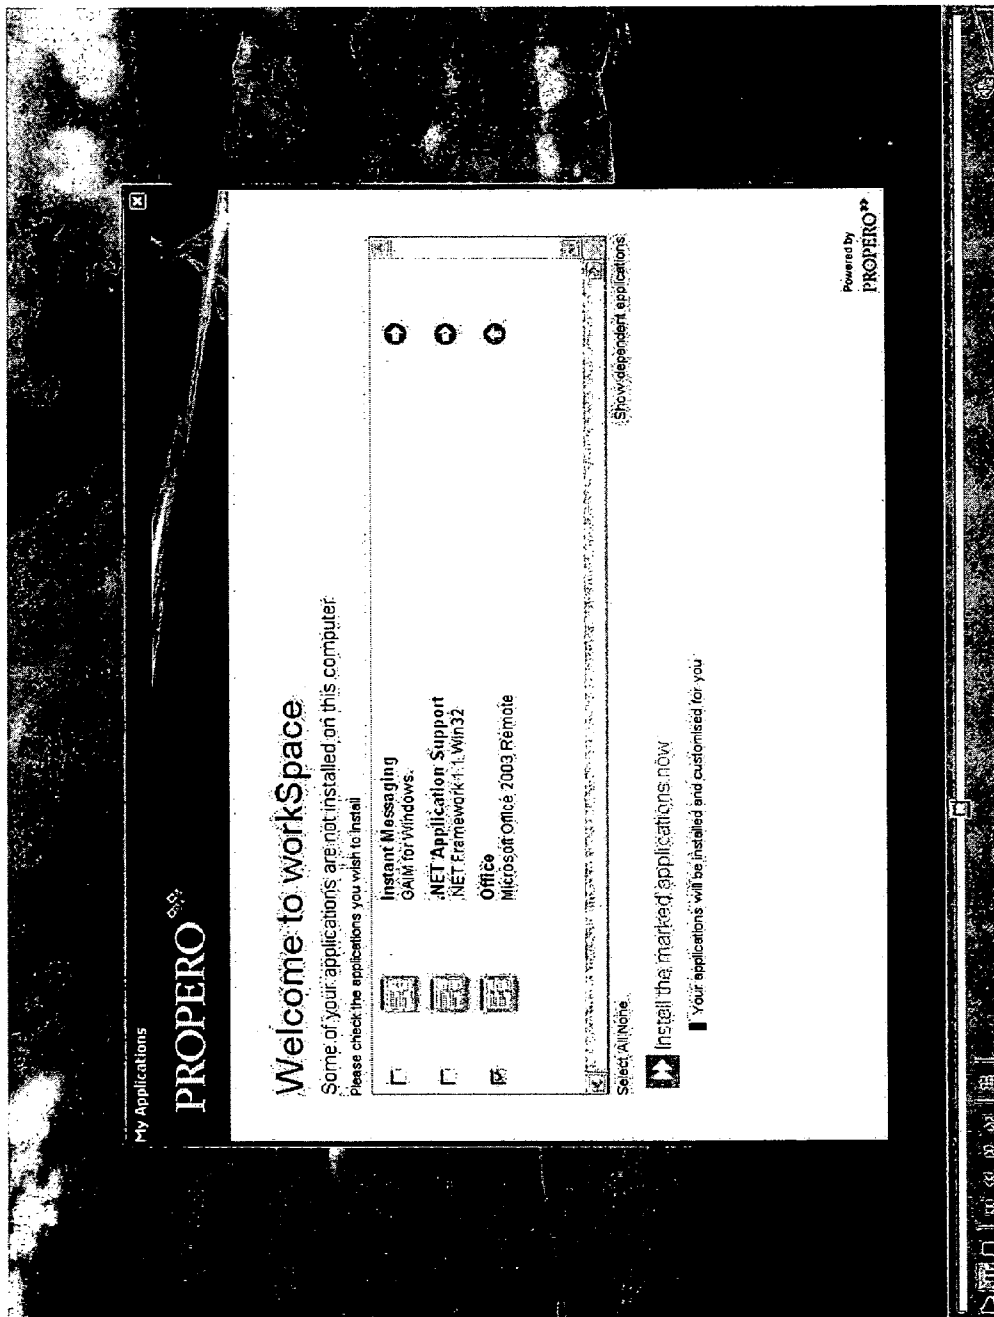 My Applications
PROPERO
Welcome to workSpace
Some of your applications are not installed on this computer.
Please check the applications you wish to install
Instant Messaging
GAIM for Windows.
.NET Application Support
.NET Framework 1.1 Win32
Office
Microsoft Office 2003 Remote
Select All None
Show dependent applications
Install the marked applications now
Your applications will be installed and customised for you
Powered by
PROPERO